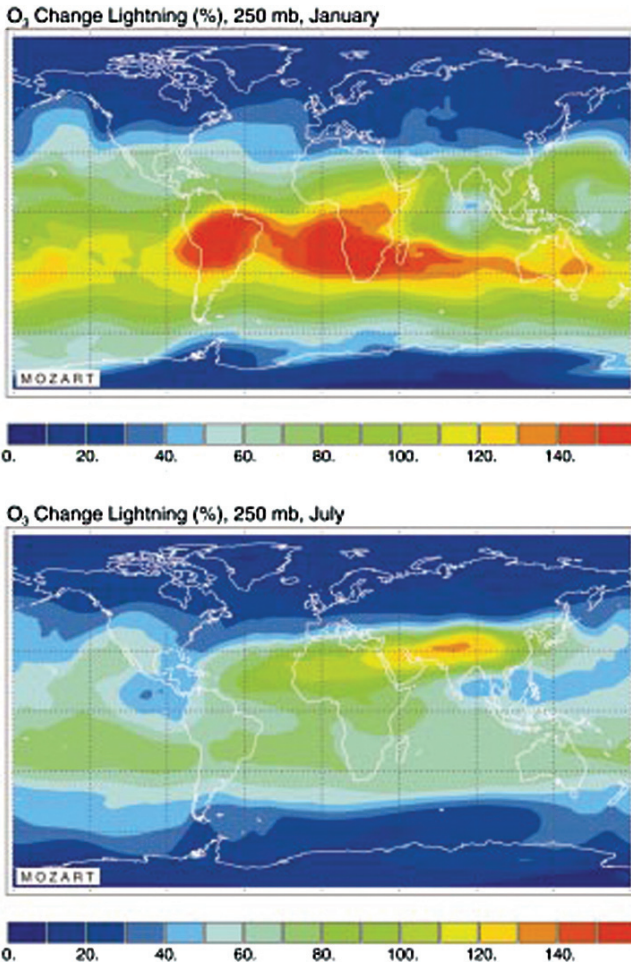 O₃ Change Lightning (%), 250 mb, January
MOZART
0. 20. 40. 60. 80. 100. 120. 140.
O₃ Change Lightning (%), 250 mb, July
MOZART
0. 20. 40. 60. 80. 100. 120. 140.